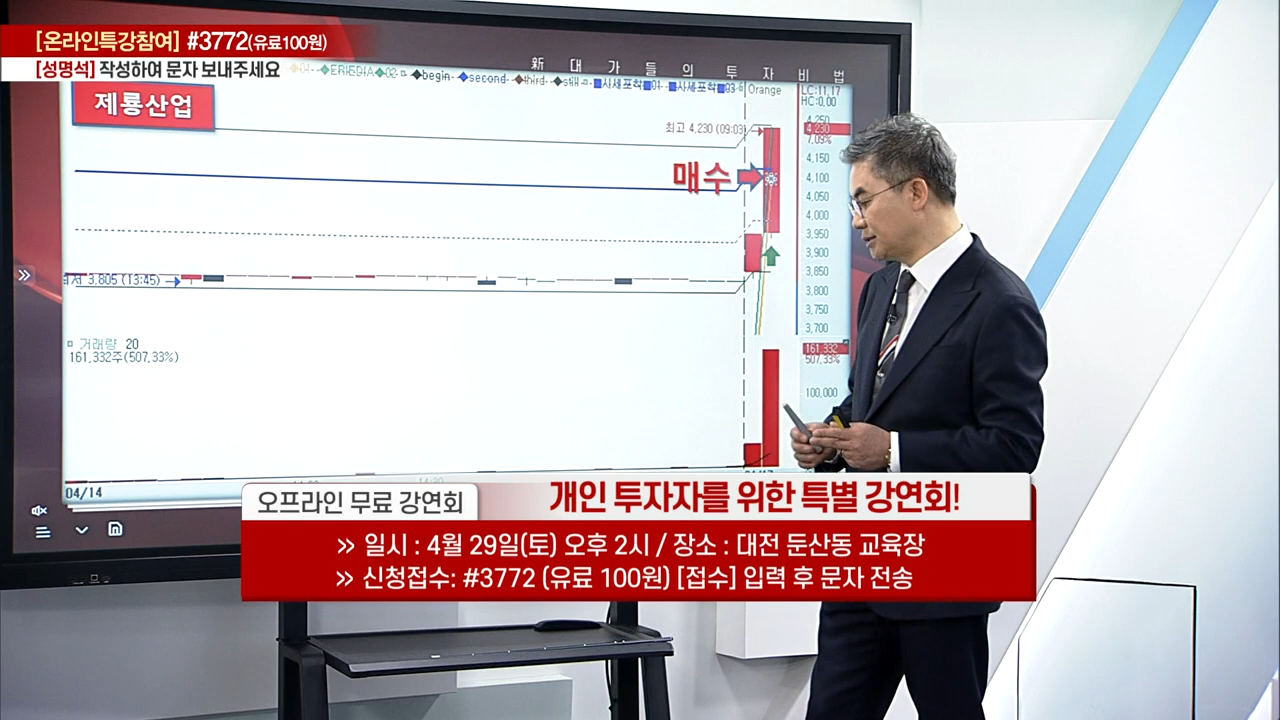 [온라인특강참여] #3772(유료100원)
[성명석] 작성하여 문자 보내주세요
新 대 가 들 의 투 자 비 법
begin second third still
Orange
LC:11,17
HC:0,00
제룡산업
최고 4,230 (09:03)
매수
4,250
4,230
7,09%
4,150
4,100
4,050
4,000
3,950
3,900
3,850
3,800
3,750
3,700
3,805 (13:45)
거래량 20
161,332주(507,33%)
161,332
507,33%
100,000
04/14
오프라인 무료 강연회
개인 투자자를 위한 특별 강연회!
» 일시 : 4월 29일(토) 오후 2시 / 장소 : 대전 둔산동 교육장
» 신청접수: #3772 (유료 100원) [접수] 입력 후 문자 전송